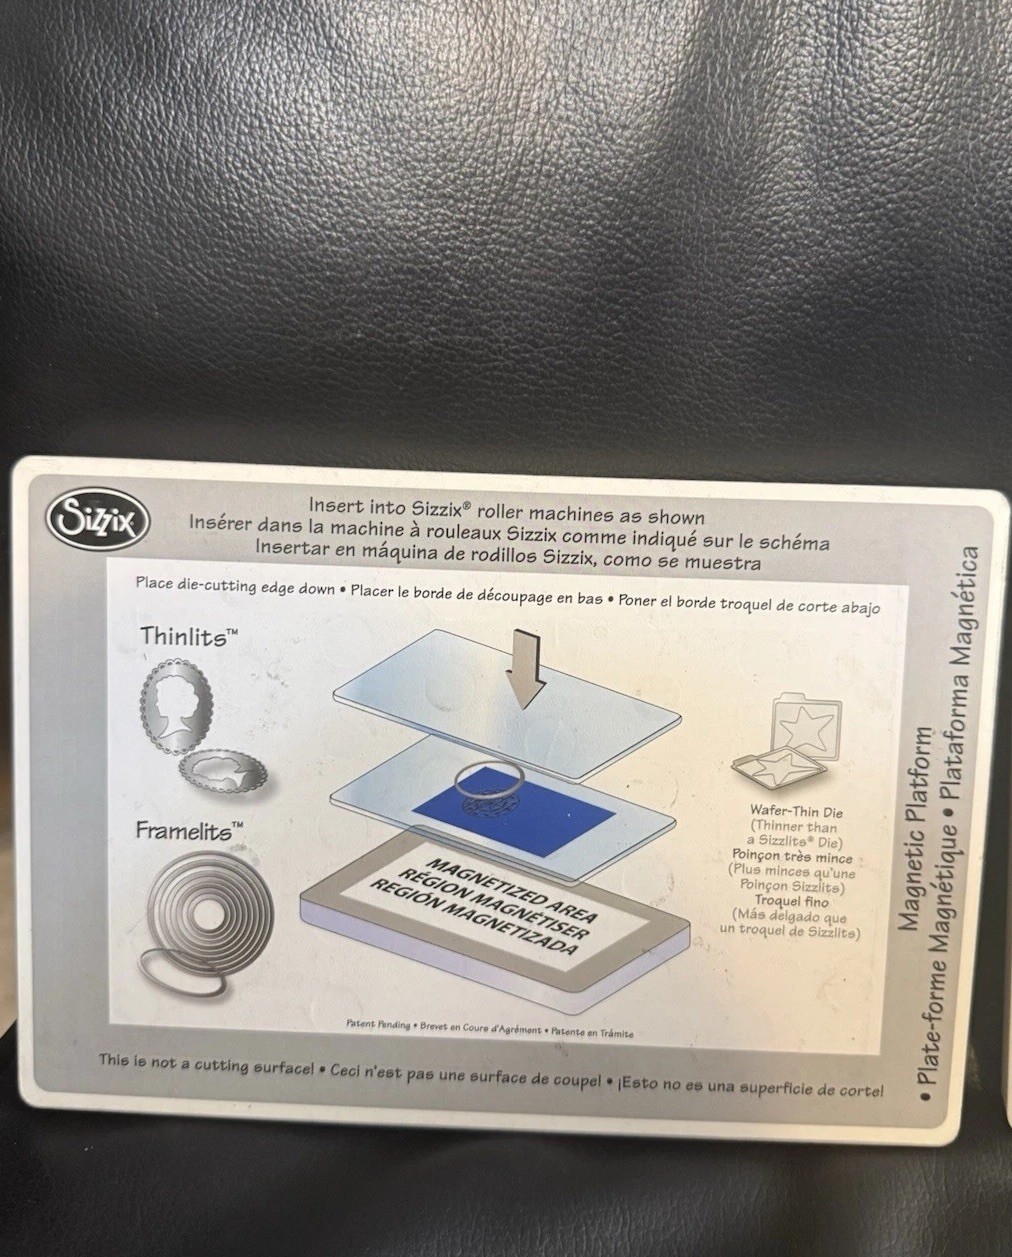 Sizzix
Insert into Sizzix® roller machines as shown
Insérer dans la machine à rouleaux Sizzix comme indiqué sur le schéma
Insertar en máquina de rodillos Sizzix, como se muestra
Place die-cutting edge down • Placer le borde de découpage en bas • Poner el borde troquel de corte abajo
Thinlits™
Framelits™
MAGNETIZED AREA
RÉGION MAGNÉTISER
REGIÓN MAGNETIZADA
Wafer-Thin Die
(Thinner than
a Sizzlits® Die)
Poinçon très mince
(Plus minces qu'une
Poinçon Sizzlits)
Troquel fino
(Más delgado que
un troquel de Sizzlits)
Patent Pending • Brevet en Cours d'Agrément • Patente en Trámite
This is not a cutting surface! • Ceci n'est pas une surface de coupe! • ¡Esto no es una superficie de corte!
Magnetic Platform
• Plate-forme Magnétique • Plataforma Magnética